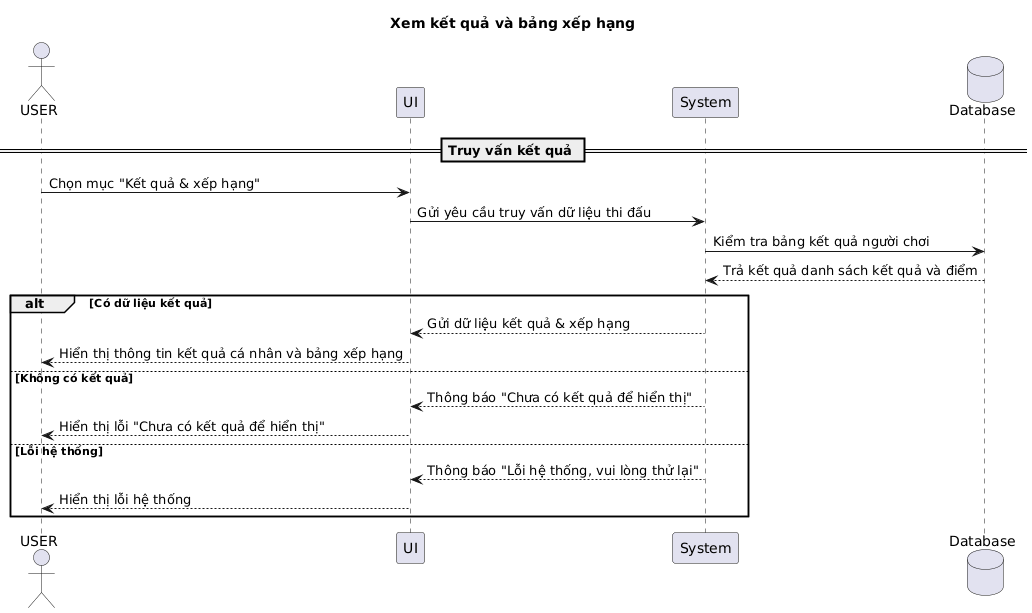 Xem kết quả và bảng xếp hạng
USER
UI
System
Database
Truy vấn kết quả
Chọn mục "Kết quả & xếp hạng"
Gửi yêu cầu truy vấn dữ liệu thi đấu
Kiểm tra bảng kết quả người chơi
Trả kết quả danh sách kết quả và điểm
alt [Có dữ liệu kết quả]
Gửi dữ liệu kết quả & xếp hạng
Hiển thị thông tin kết quả cá nhân và bảng xếp hạng
[Không có kết quả]
Thông báo "Chưa có kết quả để hiển thị"
Hiển thị lỗi "Chưa có kết quả để hiển thị"
[Lỗi hệ thống]
Thông báo "Lỗi hệ thống, vui lòng thử lại"
Hiển thị lỗi hệ thống
USER
UI
System
Database